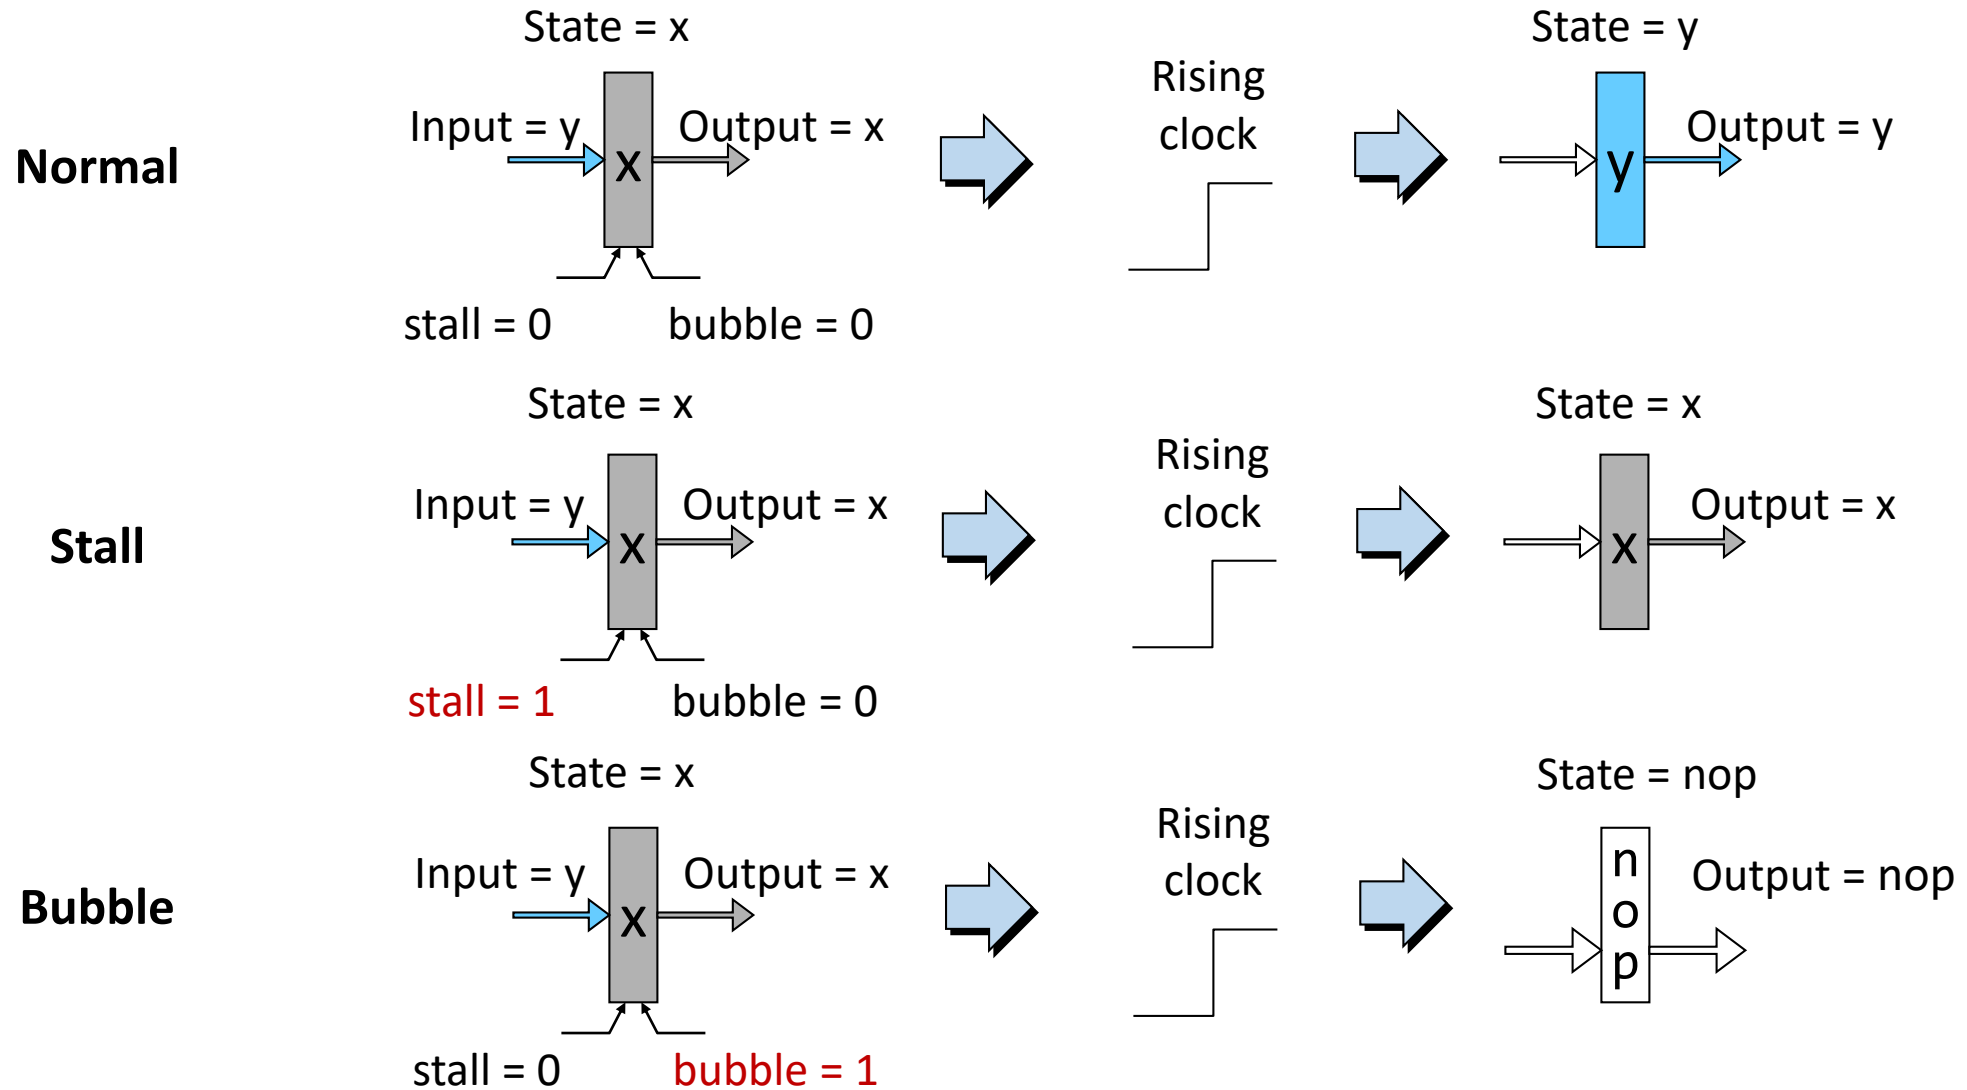 State = x
State = y
Normal
Input = y
x
Output = x
Rising
clock
y
Output = y
stall = 0
bubble = 0
State = x
State = x
Stall
Input = y
x
Output = x
Rising
clock
x
Output = x
stall = 1
bubble = 0
State = x
State = nop
Bubble
Input = y
x
Output = x
Rising
clock
n
o
p
Output = nop
stall = 0
bubble = 1